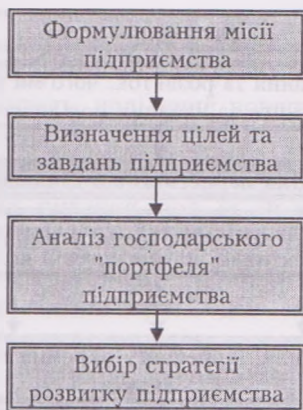 Формулювання місії
підприємства
Визначення цілей та
завдань підприємства
Аналіз господарського
"портфеля"
підприємства
Вибір стратегії
розвитку підприємства